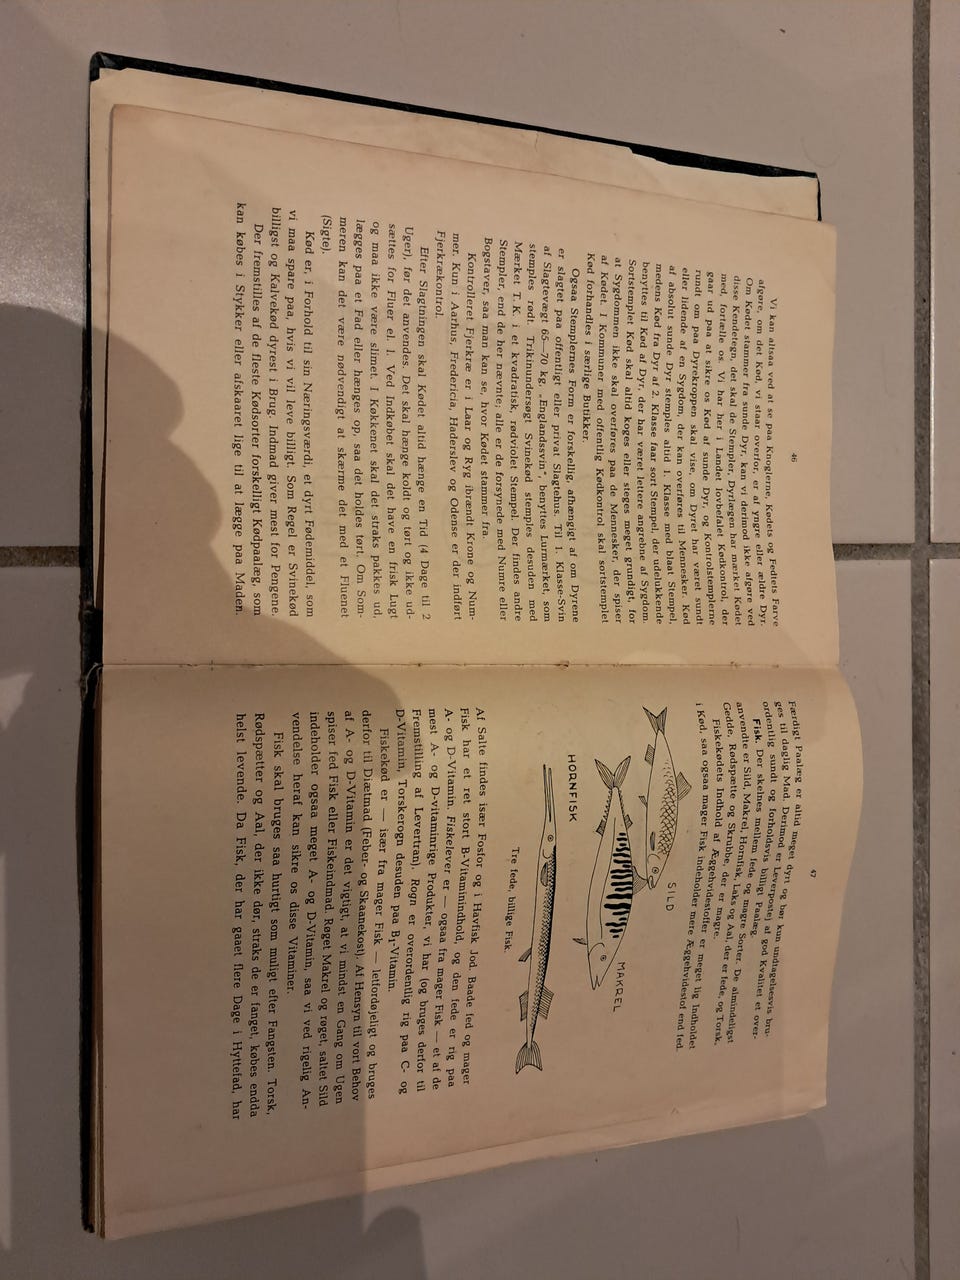 46
Vi kan altsaa ved at se paa Knoglerne, Kødets og Fedtets Farve
afgøre, om det Kød, vi staar overfor, er af yngre eller ældre Dyr.
Om Kødet stammer fra sunde Dyr, kan vi derimod ikke afgøre ved
disse Kendetegn, det skal de Stempler, Dyrlægen har mærket Kødet
med, fortælle os. Vi har her i Landet lovbefalet Kødkontrol, der
gaar ud paa at sikre os Kød af sunde Dyr, og Kontrolstemplerne
rundt om paa Dyrekroppen skal vise, om Dyret har været sundt
eller lidende af en Sygdom, der kan overføres til Mennesker. Kød
af absolut sunde Dyr stemples altid 1. Klasse med blaat Stempel,
medens Kød fra Dyr af 2. Klasse faar sort Stempel, der udelukkende
benyttes til Kød af Dyr, der har været lettere angrebne af Sygdom.
Sortstemplet Kød skal altid koges eller steges meget grundigt, for
at Sygdommen ikke skal overføres paa de Mennesker, der spiser
af Kødet. I Kommuner med offentlig Kødkontrol skal sortstemplet
Kød forhandles i særlige Butikker.
Ogsaa Stemplernes Form er forskellig, afhængigt af om Dyrene
er slagtet paa offentligt eller privat Slagtehus. Til 1. Klasse-Svin
af Slagtevægt 65—70 kg, „Englandssvin“, benyttes Lurmærket, som
stemples rødt. Trikinundersøgt Svinekød stemples desuden med
Mærket T. K. i et kvadratisk, rødviolet Stempel. Der findes andre
Stempler, end de her nævnte; alle er de forsynede med Numre eller
Bogstaver, saa man kan se, hvor Kødet stammer fra.
Kontrolleret Fjerkræ er i Laar og Ryg ibrændt Krone og Num-
mer. Kun i Aarhus, Fredericia, Haderslev og Odense er der indført
Fjerkrækontrol.
Efter Slagtningen skal Kødet altid hænge en Tid (4 Dage til 2
Uger), før det anvendes. Det skal hænge koldt og tørt og ikke ud-
sættes for Fluer el. l. Ved Indkøbet skal det have en frisk Lugt
og maa ikke være slimet. I Køkkenet skal det straks pakkes ud,
lægges paa et Fad eller hænges op, saa det holdes tørt. Om Som-
meren kan det være nødvendigt at skærme det med et Fluenet
(Sigte).
Kød er, i Forhold til sin Næringsværdi, et dyrt Fødemiddel, som
vi maa spare paa, hvis vi vil leve billigt. Som Regel er Svinekød
billigst og Kalvekød dyrest i Brug. Indmad giver mest for Pengene.
Der fremstilles af de fleste Kødsorter forskelligt Kødpaalæg, som
kan købes i Stykker eller afskaaret lige til at lægge paa Maden.
47
Færdigt Paalæg er altid meget dyrt og bør kun undtagelsesvis bru-
ges til daglig Mad. Derimod er Leverpostej af god Kvalitet et over-
ordentlig sundt og forholdsvis billigt Paalæg.
Fisk. Der skelnes mellem fede og magre Sorter. De almindeligst
anvendte er Sild, Makrel, Hornfisk, Laks og Aal, der er fede, og Torsk,
Gedde, Rødspætte og Skrubbe, der er magre.
Fiskekødets Indhold af Æggehvidestoffer er meget lig Indholdet
i Kød, saa ogsaa mager Fisk indeholder mere Æggehvidestof end fed.
SILD
MAKREL
HORNFISK
Tre fede, billige Fisk.
Af Salte findes især Fosfor og i Havfisk Jod. Baade fed og mager
Fisk har et ret stort B-Vitaminindhold, og den fede er rig paa
A- og D-Vitamin. Fiskelever er — ogsaa fra mager Fisk — et af de
mest A- og D-vitaminrige Produkter, vi har (og bruges derfor til
Fremstilling af Levertran). Rogn er overordentlig rig paa C- og
D-Vitamin, Torskerogn desuden paa B₁-Vitamin.
Fiskekød er — især fra mager Fisk — letfordøjeligt og bruges
derfor til Diætmad (Feber- og Skaanekost). Af Hensyn til vort Behov
af A- og D-Vitamin er det vigtigt, at vi mindst en Gang om Ugen
spiser fed Fisk eller Fiskeindmad. Røget Makrel og røget, saltet Sild
indeholder ogsaa meget A- og D-Vitamin, saa vi ved rigelig An-
vendelse heraf kan sikre os disse Vitaminer.
Fisk skal bruges saa hurtigt som muligt efter Fangsten. Torsk,
Rødspætter og Aal, der ikke dør, straks de er fanget, købes endda
helst levende. Da Fisk, der har gaaet flere Dage i Hyttefad, har